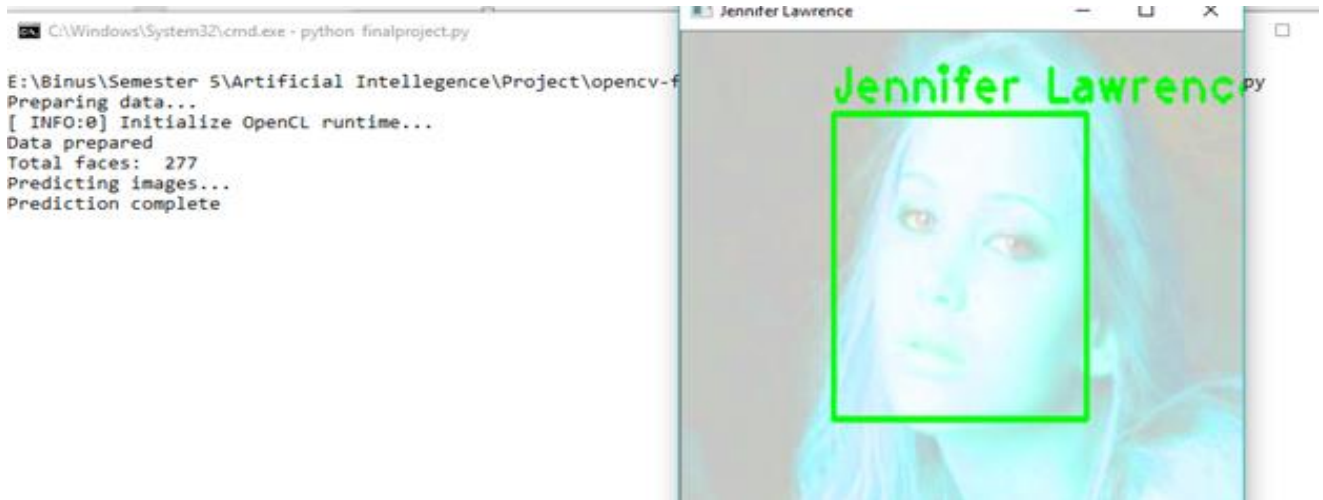 C:\Windows\System32\cmd.exe - python finalproject.py
E:\Binus\Semester 5\Artificial Intellegence\Project\opencv-f
py
Preparing data...
[ INFO:0] Initialize OpenCL runtime...
Data prepared
Total faces:  277
Predicting images...
Prediction complete
Jennifer Lawrence
Jennifer Lawrenc